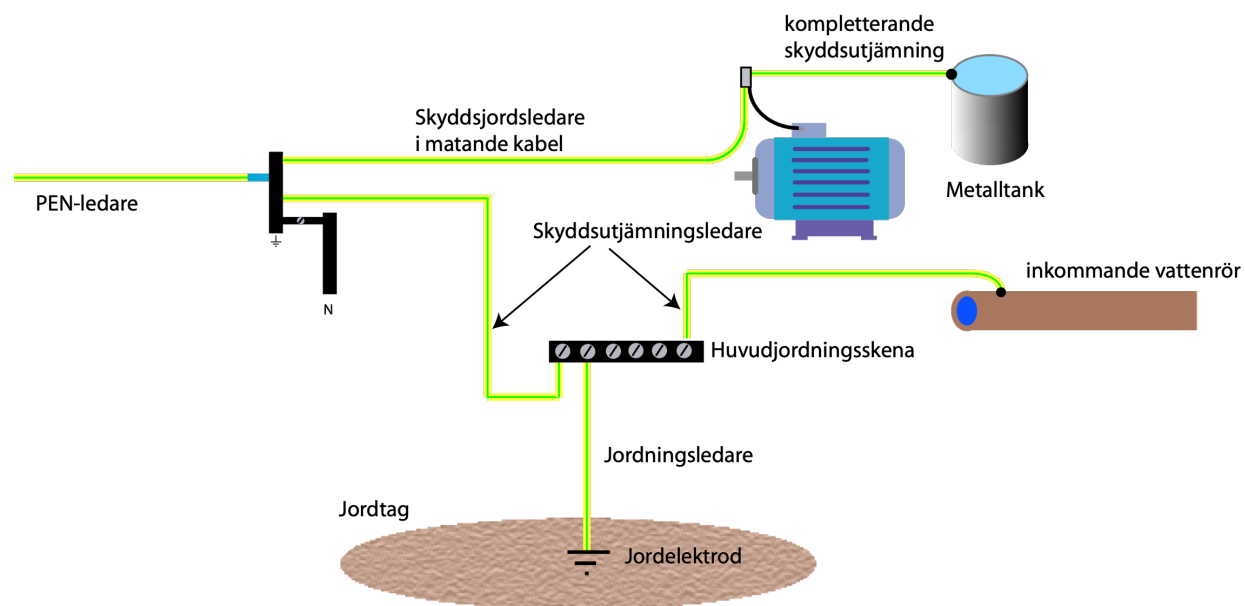 kompletterande
skyddsutjämning
Skyddsjordsledare
i matande kabel
PEN-ledare
Metalltank
Skyddsutjämningsledare
inkommande vattenrör
N
Huvudjordningsskena
Jordningsledare
Jordtag
Jordelektrod